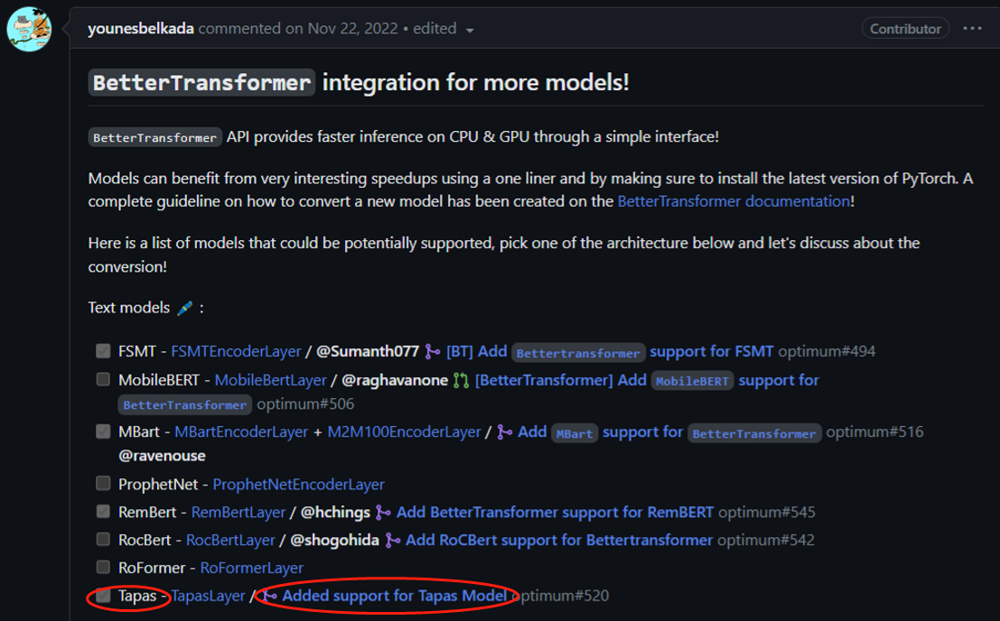 younesbelkada commented on Nov 22, 2022 • edited
Contributor
BetterTransformer integration for more models!
BetterTransformer API provides faster inference on CPU & GPU through a simple interface!
Models can benefit from very interesting speedups using a one liner and by making sure to install the latest version of PyTorch. A
complete guideline on how to convert a new model has been created on the BetterTransformer documentation!
Here is a list of models that could be potentially supported, pick one of the architecture below and let's discuss about the
conversion!
Text models 🖊️ :
FSMT - FSMTEncoderLayer / @Sumanth077 [BT] Add Bettertransformer support for FSMT optimum#494
MobileBERT - MobileBertLayer / @raghavanone [BetterTransformer] Add MobileBERT support for
BetterTransformer optimum#506
MBart - MBartEncoderLayer + M2M100EncoderLayer / Add MBart support for BetterTransformer optimum#516
@ravenouse
ProphetNet - ProphetNetEncoderLayer
RemBert - RemBertLayer / @hchings Add BetterTransformer support for RemBERT optimum#545
RocBert - RocBertLayer / @shogohida Add RoCBert support for Bettertransformer optimum#542
RoFormer - RoFormerLayer
Tapas - TapasLayer / Added support for Tapas Model optimum#520